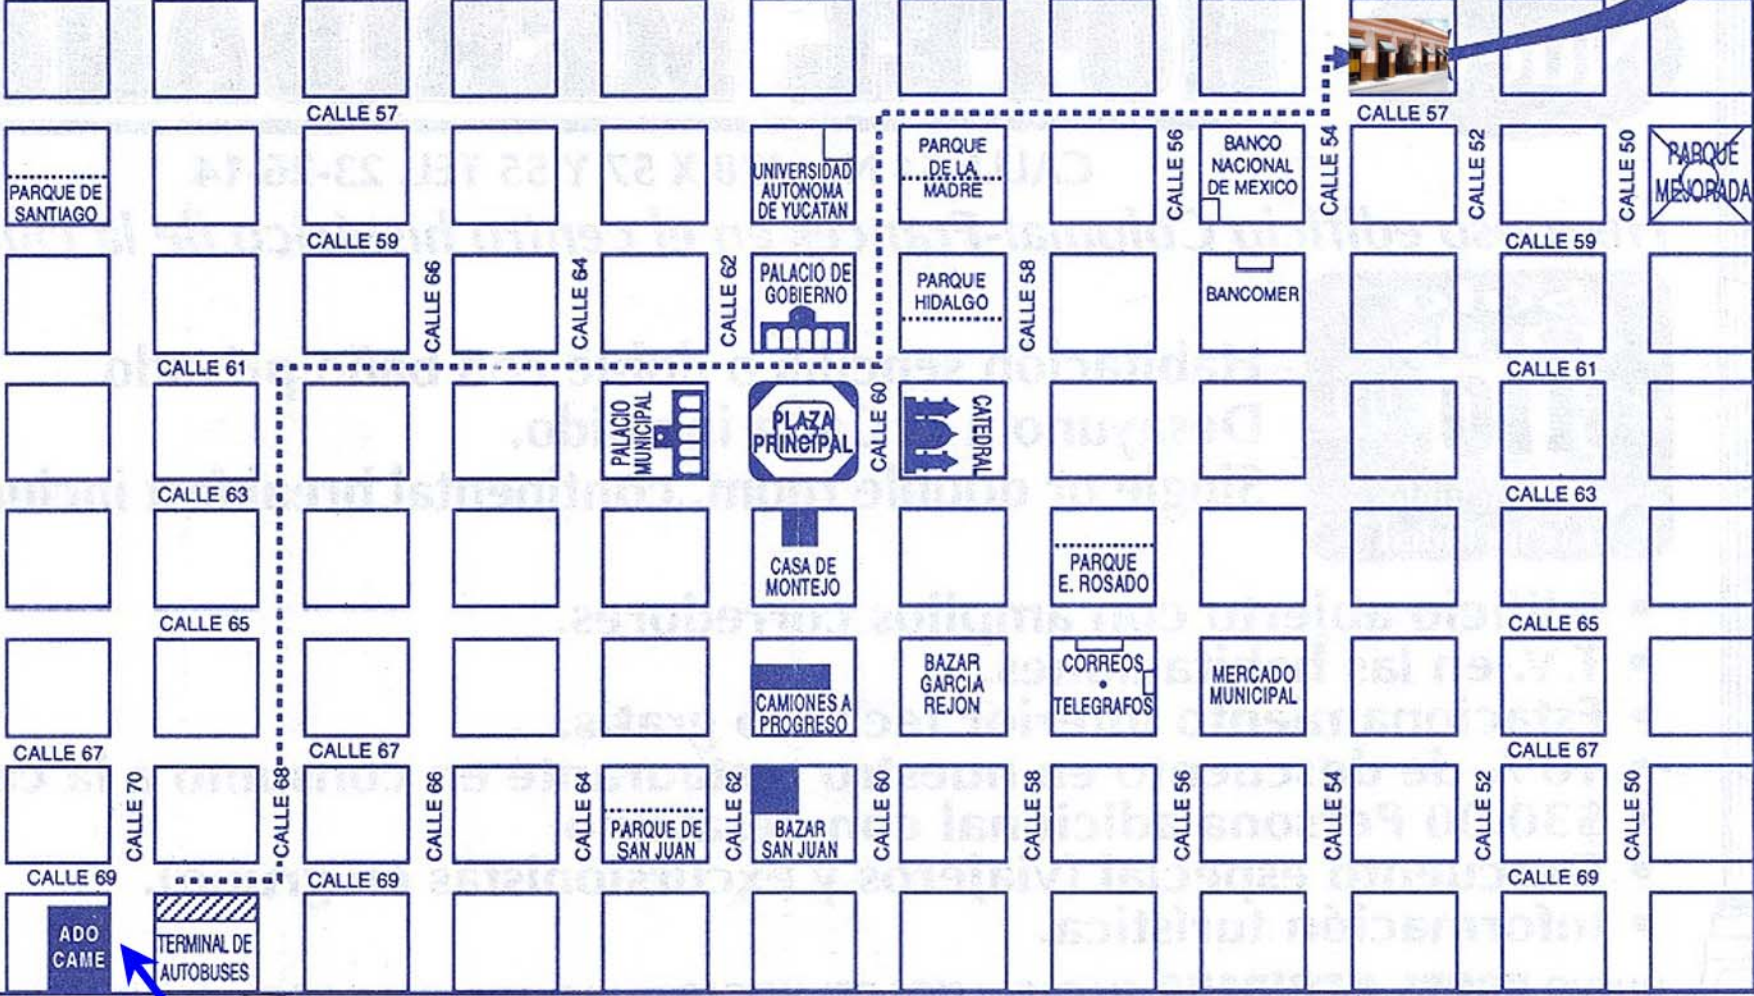 CALLE 57
CALLE 57
PARQUE DE
SANTIAGO
UNIVERSIDAD
AUTONOMA
DE YUCATAN
PARQUE
DE LA
MADRE
CALLE 56
BANCO
NACIONAL
DE MEXICO
CALLE 54
CALLE 52
CALLE 50
PARQUE
MEJORADA
CALLE 59
CALLE 59
CALLE 66
CALLE 64
CALLE 62
PALACIO DE
GOBIERNO
PARQUE
HIDALGO
CALLE 58
BANCOMER
CALLE 61
CALLE 61
PALACIO
MUNICIPAL
PLAZA
PRINCIPAL
CALLE 60
CATEDRAL
CALLE 63
CALLE 63
CASA DE
MONTEJO
PARQUE
E. ROSADO
CALLE 65
CALLE 65
CAMIONES A
PROGRESO
BAZAR
GARCIA
REJON
CORREOS
TELEGRAFOS
MERCADO
MUNICIPAL
CALLE 67
CALLE 67
CALLE 67
CALLE 70
CALLE 68
CALLE 66
CALLE 64
PARQUE DE
SAN JUAN
CALLE 62
BAZAR
SAN JUAN
CALLE 60
CALLE 58
CALLE 56
CALLE 54
CALLE 52
CALLE 50
CALLE 69
CALLE 69
CALLE 69
ADO
CAME
TERMINAL DE
AUTOBUSES